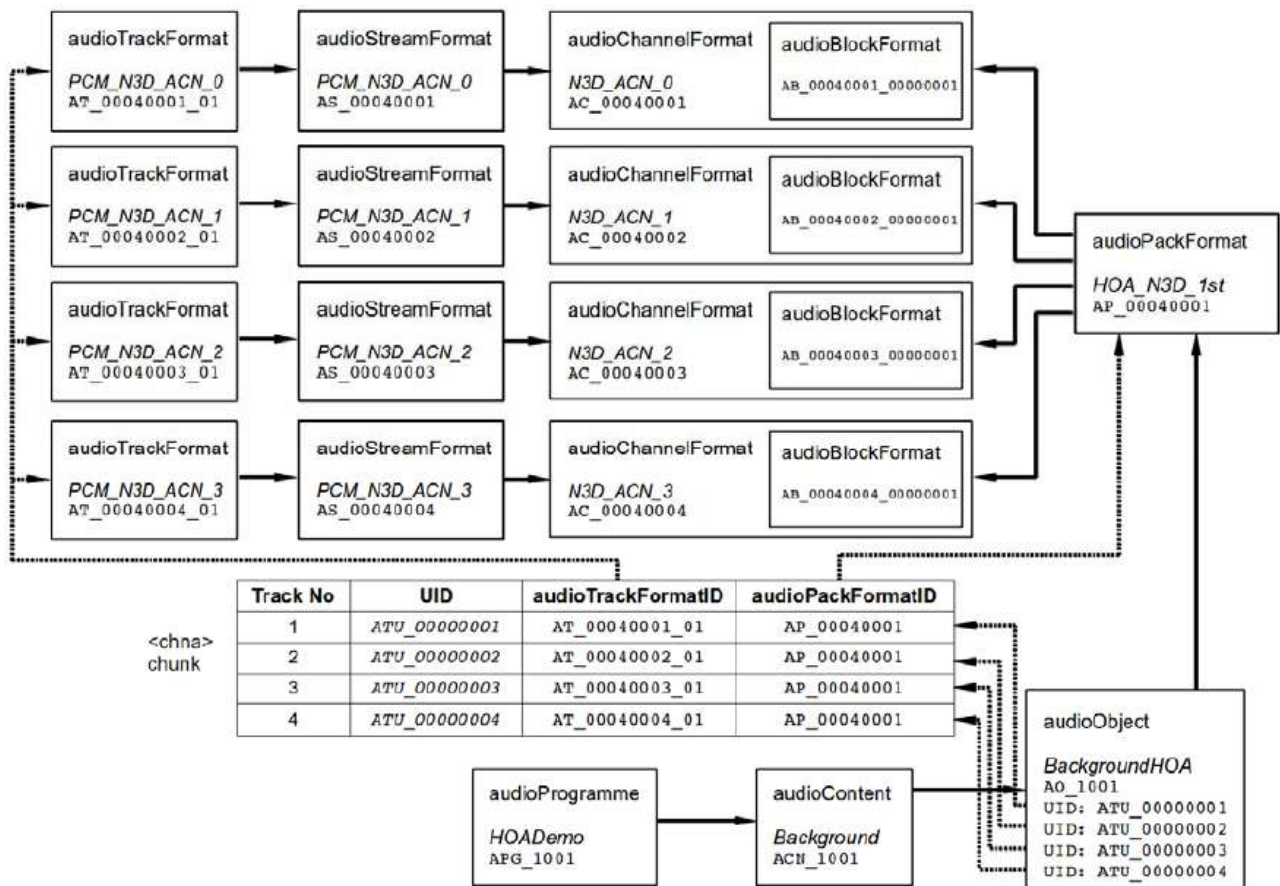 audioTrackFormat
PCM_N3D_ACN_0
AT_00040001_01
audioStreamFormat
PCM_N3D_ACN_0
AS_00040001
audioChannelFormat
N3D_ACN_0
AC_00040001
audioBlockFormat
AB_00040001_00000001
audioTrackFormat
PCM_N3D_ACN_1
AT_00040002_01
audioStreamFormat
PCM_N3D_ACN_1
AS_00040002
audioChannelFormat
N3D_ACN_1
AC_00040002
audioBlockFormat
AB_00040002_00000001
audioPackFormat
HOA_N3D_1st
AP_00040001
audioTrackFormat
PCM_N3D_ACN_2
AT_00040003_01
audioStreamFormat
PCM_N3D_ACN_2
AS_00040003
audioChannelFormat
N3D_ACN_2
AC_00040003
audioBlockFormat
AB_00040003_00000001
audioTrackFormat
PCM_N3D_ACN_3
AT_00040004_01
audioStreamFormat
PCM_N3D_ACN_3
AS_00040004
audioChannelFormat
N3D_ACN_3
AC_00040004
audioBlockFormat
AB_00040004_00000001
<chna>
chunk
Track No UID audioTrackFormatID audioPackFormatID
1 ATU_00000001 AT_00040001_01 AP_00040001
2 ATU_00000002 AT_00040002_01 AP_00040001
3 ATU_00000003 AT_00040003_01 AP_00040001
4 ATU_00000004 AT_00040004_01 AP_00040001
audioProgramme
HOADemo
APG_1001
audioContent
Background
ACN_1001
audioObject
BackgroundHOA
AO_1001
UID: ATU_00000001
UID: ATU_00000002
UID: ATU_00000003
UID: ATU_00000004